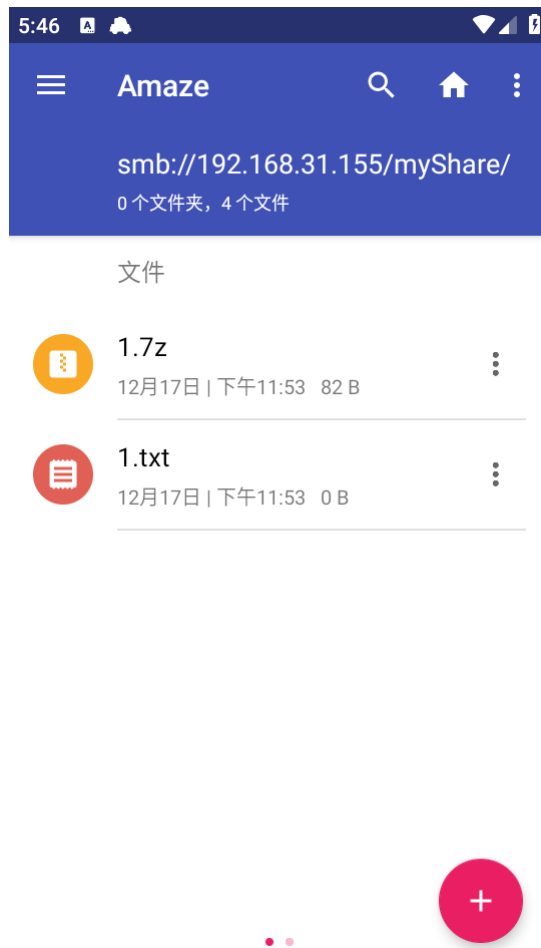 5:46
Amaze
smb://192.168.31.155/myShare/
0 个文件夹，4 个文件
文件
1.7z
12月17日 | 下午11:53 82 B
1.txt
12月17日 | 下午11:53 0 B